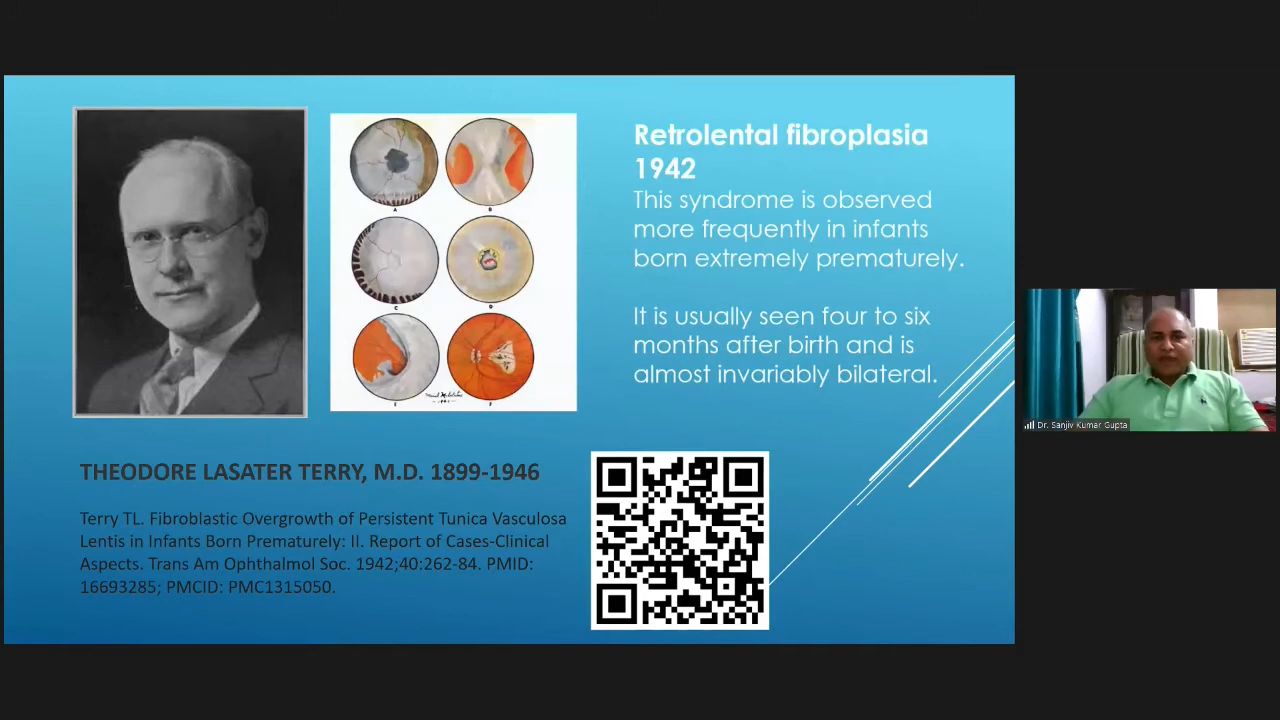 Retrolental fibroplasia
1942
This syndrome is observed
more frequently in infants
born extremely prematurely.
It is usually seen four to six
months after birth and is
almost invariably bilateral.
A
B
C
D
E
F
THEODORE LASATER TERRY, M.D. 1899-1946
Terry TL. Fibroblastic Overgrowth of Persistent Tunica Vasculosa
Lentis in Infants Born Prematurely: II. Report of Cases-Clinical
Aspects. Trans Am Ophthalmol Soc. 1942;40:262-84. PMID:
16693285; PMCID: PMC1315050.
Dr. Sanjiv Kumar Gupta